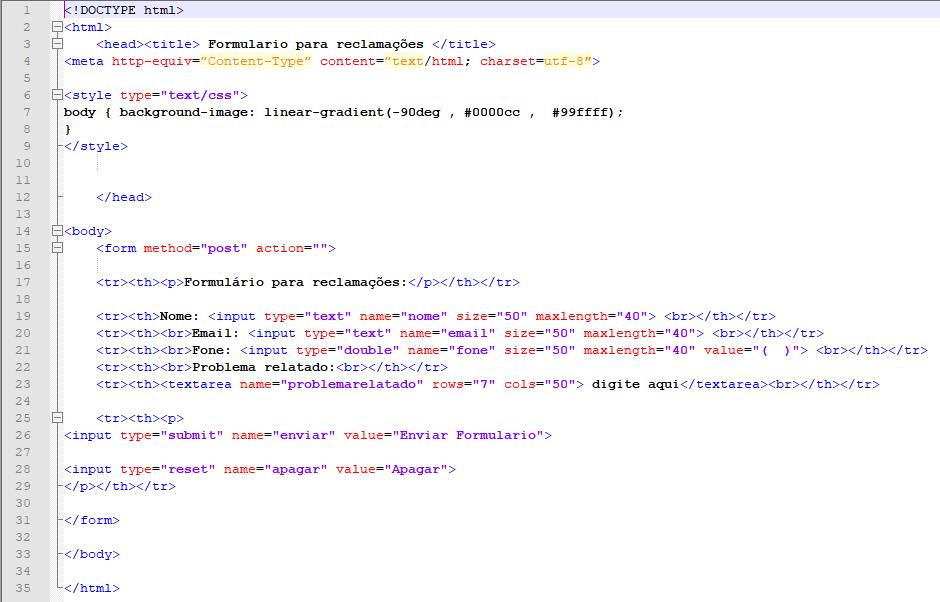 1 <!DOCTYPE html>
2 <html>
3 <head><title> Formulario para reclamações </title>
4 <meta http-equiv=”Content-Type” content=”text/html; charset=utf-8”>
5
6 <style type="text/css">
7 body { background-image: linear-gradient(-90deg , #0000cc ,  #99ffff);
8 }
9 </style>
10
11
12 </head>
13
14 <body>
15 <form method="post" action="">
16
17 <tr><th><p>Formulário para reclamações:</p></th></tr>
18
19 <tr><th>Nome: <input type="text" name="nome" size="50" maxlength="40"> <br></th></tr>
20 <tr><th><br>Email: <input type="text" name="email" size="50" maxlength="40"> <br></th></tr>
21 <tr><th><br>Fone: <input type="double" name="fone" size="50" maxlength="40" value="(  )"> <br></th></tr>
22 <tr><th><br>Problema relatado:<br></th></tr>
23 <tr><th><textarea name="problemarelatado" rows="7" cols="50"> digite aqui</textarea><br></th></tr>
24
25 <tr><th><p>
26 <input type="submit" name="enviar" value="Enviar Formulario">
27
28 <input type="reset" name="apagar" value="Apagar">
29 </p></th></tr>
30
31 </form>
32
33 </body>
34
35 </html>